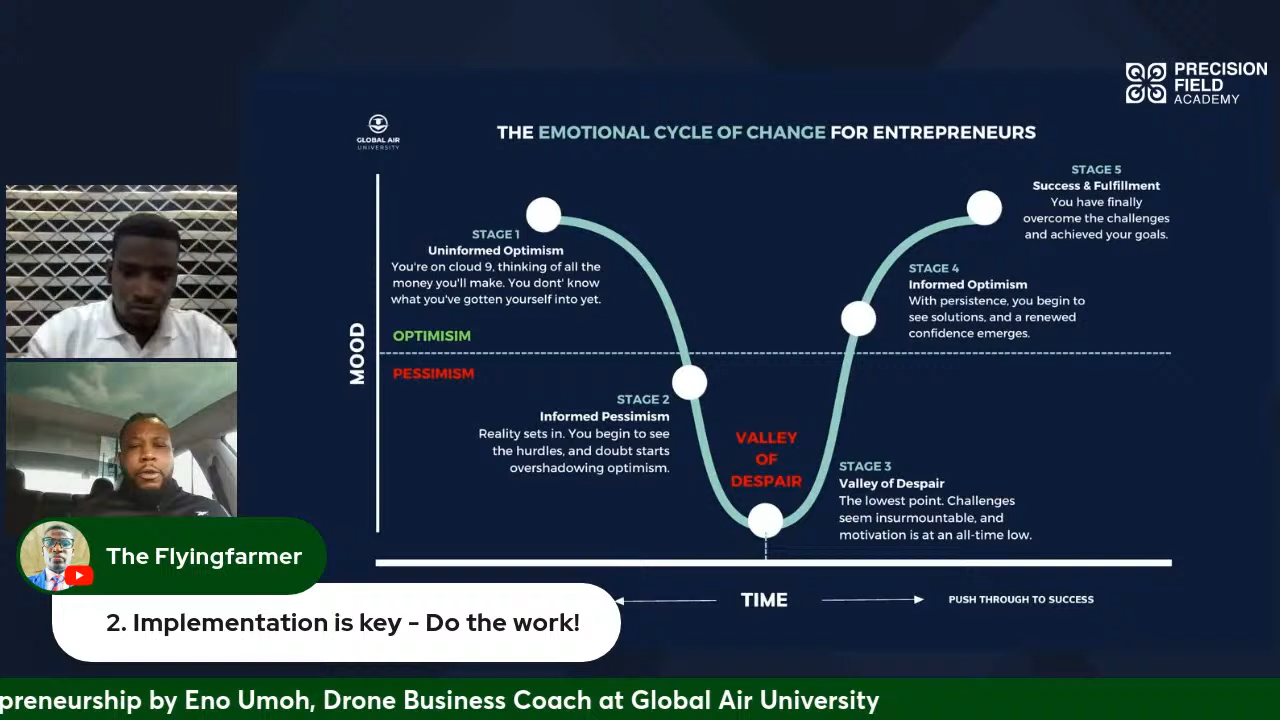 PRECISION
FIELD
ACADEMY
GLOBAL AIR
UNIVERSITY
THE EMOTIONAL CYCLE OF CHANGE FOR ENTREPRENEURS
STAGE 1
Uninformed Optimism
You're on cloud 9, thinking of all the
money you'll make. You dont' know
what you've gotten yourself into yet.
STAGE 5
Success & Fulfillment
You have finally
overcome the challenges
and achieved your goals.
STAGE 4
Informed Optimism
With persistence, you begin to
see solutions, and a renewed
confidence emerges.
MOOD
OPTIMISIM
PESSIMISM
STAGE 2
Informed Pessimism
Reality sets in. You begin to see
the hurdles, and doubt starts
overshadowing optimism.
VALLEY
OF
DESPAIR
STAGE 3
Valley of Despair
The lowest point. Challenges
seem insurmountable, and
motivation is at an all-time low.
TIME
PUSH THROUGH TO SUCCESS
The Flyingfarmer
2. Implementation is key - Do the work!
preneurship by Eno Umoh, Drone Business Coach at Global Air University